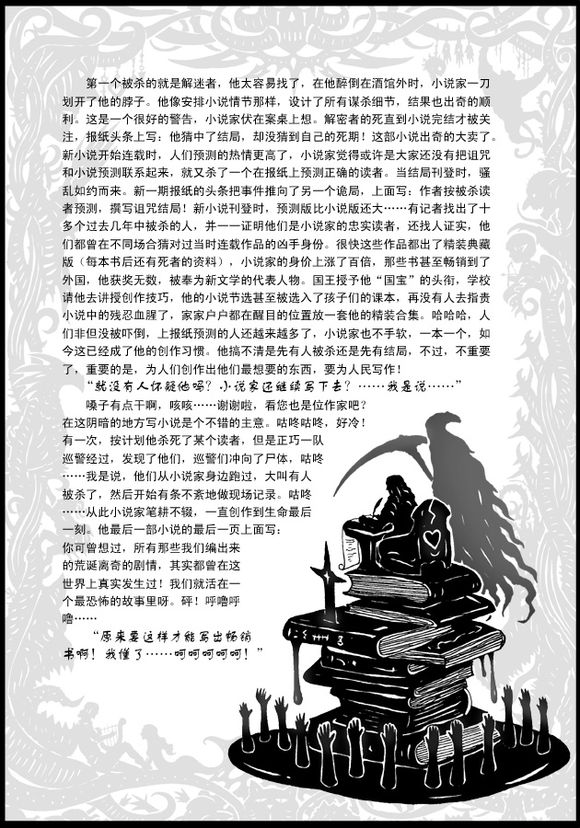 第一个被杀的就是解迷者，他太容易找了，在他醉倒在酒馆外时，小说家一刀
划开了他的脖子。他像安排小说情节那样，设计了所有谋杀细节，结果也出奇的顺
利。这是一个很好的警告，小说家伏在案桌上想。解密者的死直到小说完结才被关
注，报纸头条上写：他猜中了结局，却没猜到自己的死期！这部小说出奇的大卖了。
新小说开始连载时，人们预测的热情更高了，小说家觉得或许是大家还没有把诅咒
和小说预测联系起来，就又杀了一个在报纸上预测正确的读者。当结局刊登时，骚
乱如约而来。新一期报纸的头条把事件推向了另一个诡局，上面写：作者按被杀读
者预测，撰写诅咒结局！新小说刊登时，预测版比小说版还大……有记者找出了十
多个过去几年中被杀的人，并一一证明他们是小说家的忠实读者，还找人证实，他
们都曾在不同场合猜对过当时连载作品的凶手身份。很快这些作品都出了精装典藏
版（每本书后还有死者的资料），小说家的身价上涨了百倍，那些书甚至畅销到了
外国，他获奖无数，被奉为新文学的代表人物。国王授予他“国宝”的头衔，学校
请他去讲授创作技巧，他的小说节选甚至被选入了孩子们的课本，再没有人去指责
小说中的残忍血腥了，家家户户都在醒目的位置放一套他的精装合集。哈哈哈，人
们非但没被吓倒，上报纸预测的人还越来越多了，小说家也不手软，一本一个，如
今这已经成了他的创作习惯。他搞不清是先有人被杀还是先有结局，不过，不重要
了，重要的是，为人们创作出他们最想要的东西，要为人民写作！
“就没有人怀疑他吗？小说家还继续写下去？……我是说……”
嗓子有点干啊，咳咳……谢谢啦，看您也是位作家吧？
在这阴暗的地方写小说是个不错的主意。咕咚咕咚，好冷！
有一次，按计划他杀死了某个读者，但是正巧一队
巡警经过，发现了他们，巡警们冲向了尸体，咕咚
……我是说，他们从小说家身边跑过，大叫有人
被杀了，然后开始有条不紊地做现场记录。咕咚
……从此小说家笔耕不辍，一直创作到生命最后
一刻。他最后一部小说的最后一页上面写：
你可曾想过，所有那些我们编出来
的荒诞离奇的剧情，其实都曾在这
世界上真实发生过！我们就活在一
个最恐怖的故事里呀。砰！呼噜呼
噜……
“原来要这样才能写出畅销
书啊！我懂了……呵呵呵呵呵！”